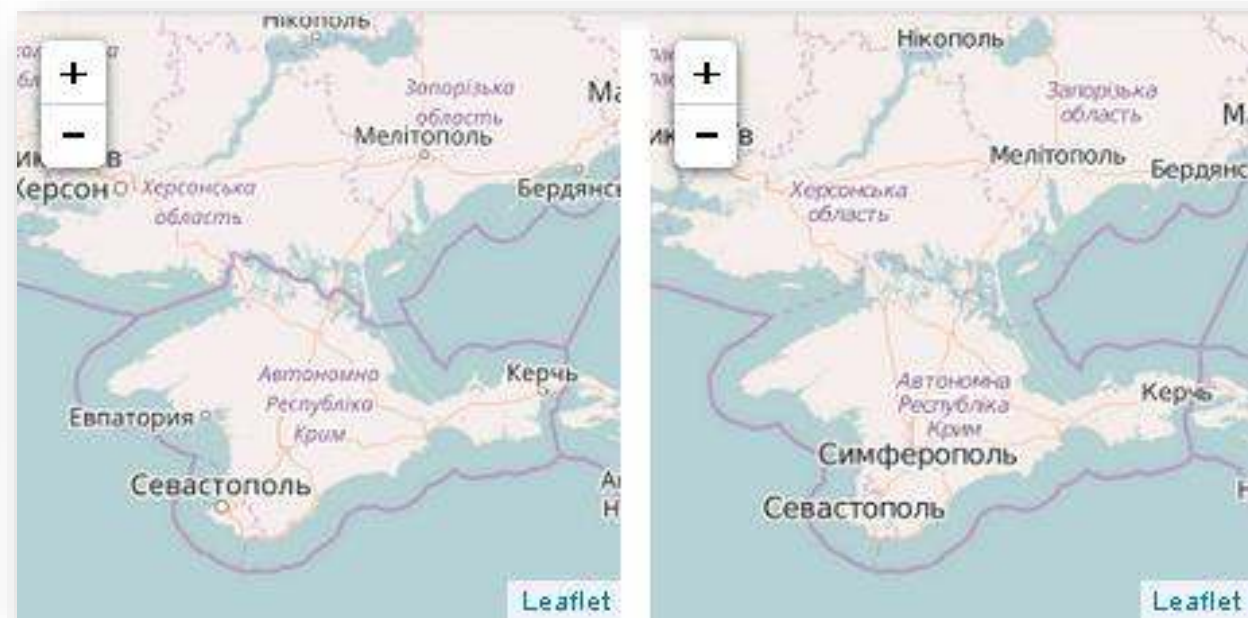 Нікополь
+
−
Запорізька
область
Мелітополь
Херсон
Херсонська
область
Бердянсь
Автономна
Республіка
Крим
Керчь
Евпатория
Севастополь
Leaflet
Нікополь
+
−
Запорізька
область
Мелітополь
Бердянс
Херсонська
область
Автономна
Республіка
Крим
Керчь
Симферополь
Севастополь
Leaflet